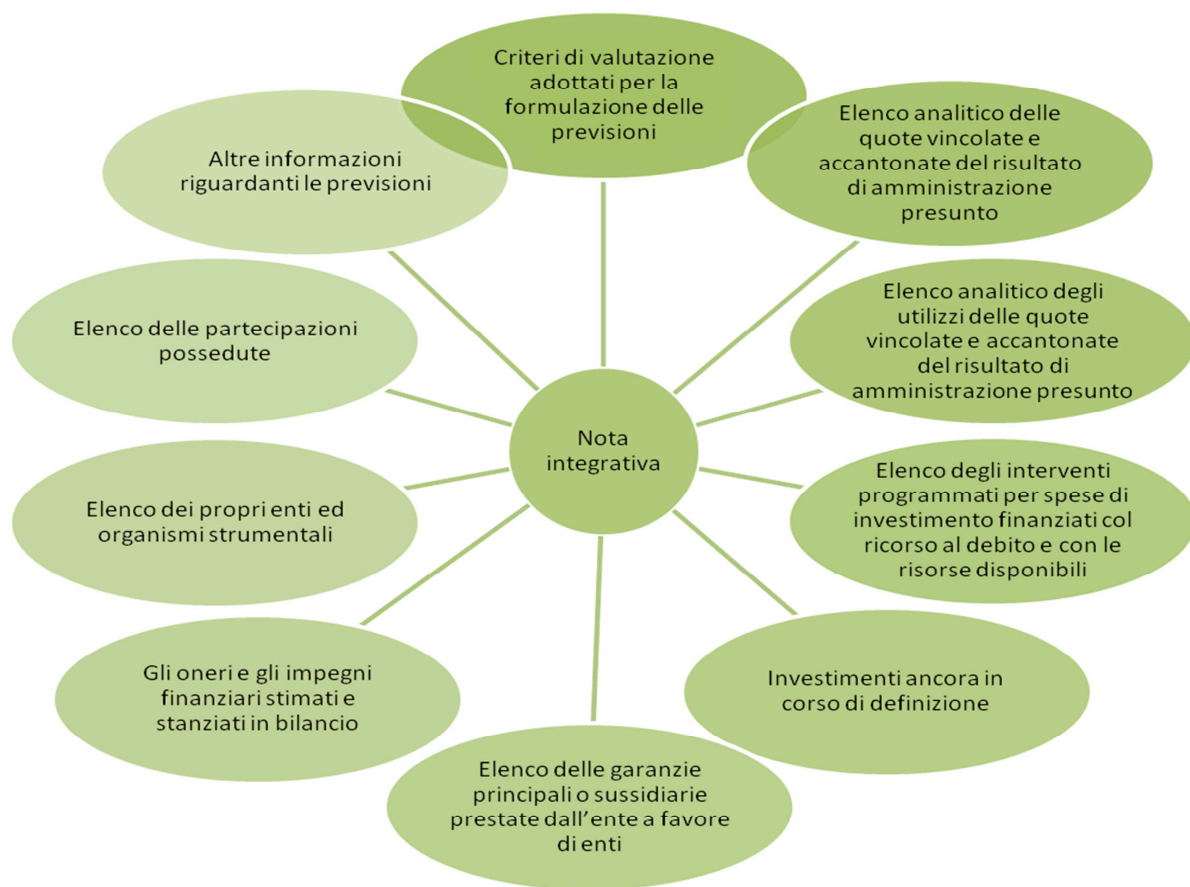 Criteri di valutazione
adottati per la
formulazione delle
previsioni
Elenco analitico delle
quote vincolate e
accantonate del risultato
di amministrazione
presunto
Elenco analitico degli
utilizzi delle quote
vincolate e accantonate
del risultato di
amministrazione presunto
Elenco degli interventi
programmati per spese di
investimento finanziati col
ricorso al debito e con le
risorse disponibili
Investimenti ancora in
corso di definizione
Elenco delle garanzie
principali o sussidiarie
prestate dall'ente a favore
di enti
Gli oneri e gli impegni
finanziari stimati e
stanziati in bilancio
Elenco dei propri enti ed
organismi strumentali
Elenco delle partecipazioni
possedute
Altre informazioni
riguardanti le previsioni
Nota
integrativa